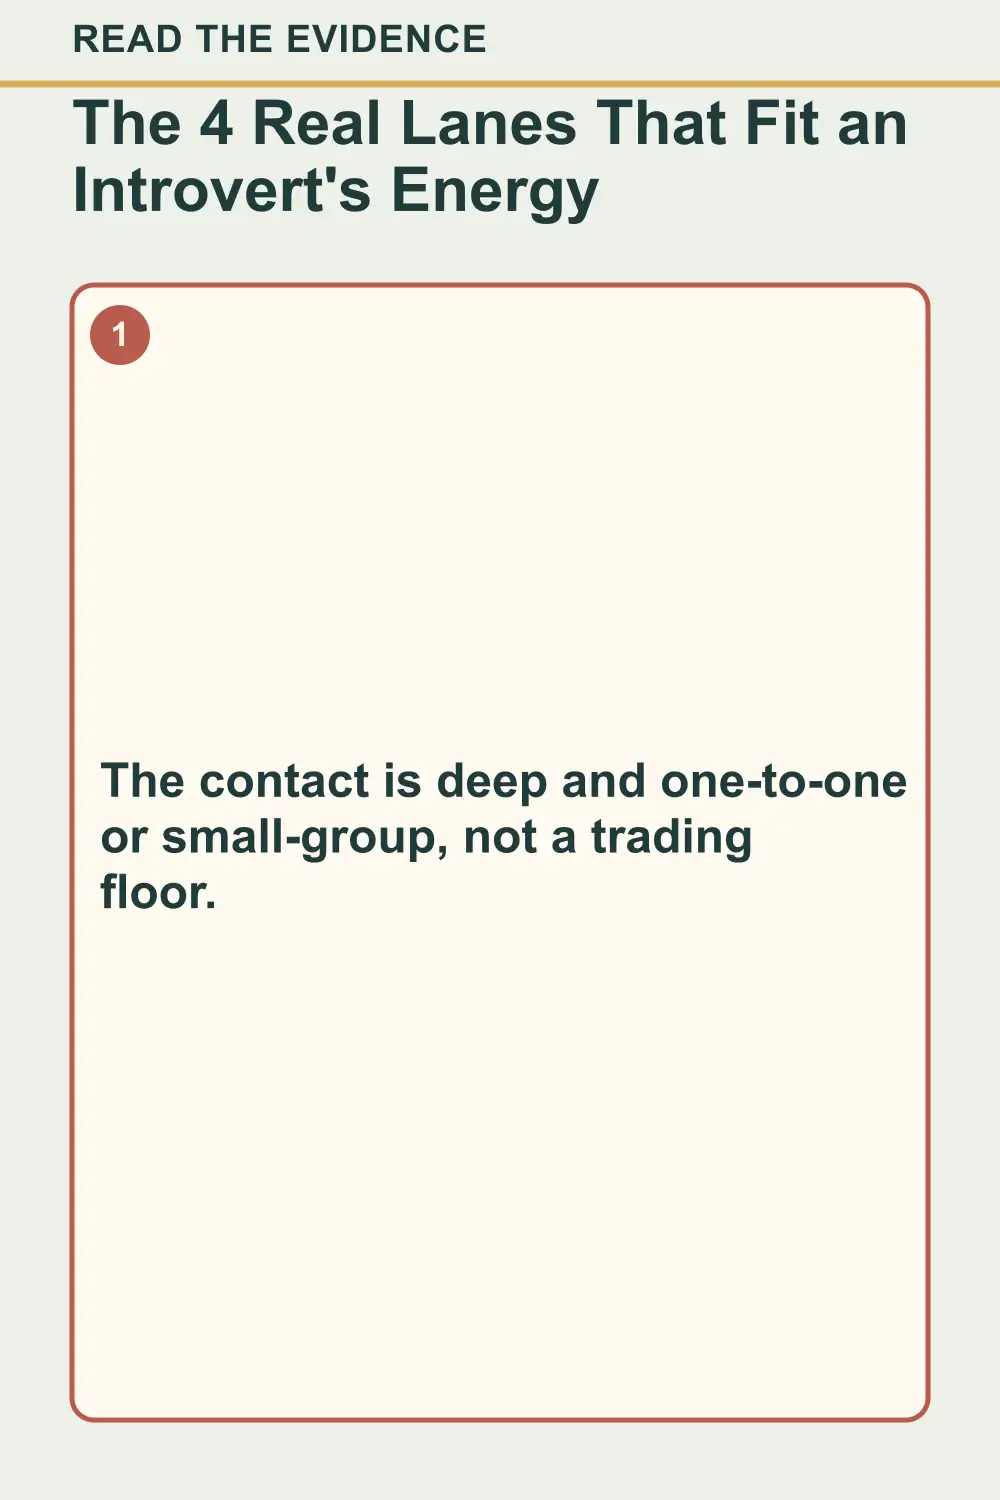 READ THE EVIDENCE
The 4 Real Lanes That Fit an
Introvert's Energy
1
The contact is deep and one-to-one
or small-group, not a trading
floor.